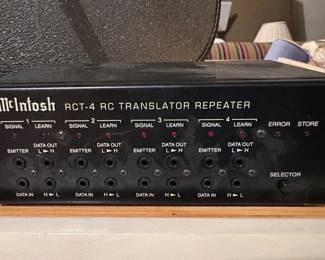 McIntosh RCT-4 RC TRANSLATOR REPEATER
1 2 3 4
SIGNAL LEARN SIGNAL LEARN SIGNAL LEARN SIGNAL LEARN ERROR STORE
DATA OUT DATA OUT DATA OUT DATA OUT
EMITTER L H EMITTER L H EMITTER L H EMITTER L H
SELECTOR
DATA IN H L DATA IN H L DATA IN H L DATA IN H L